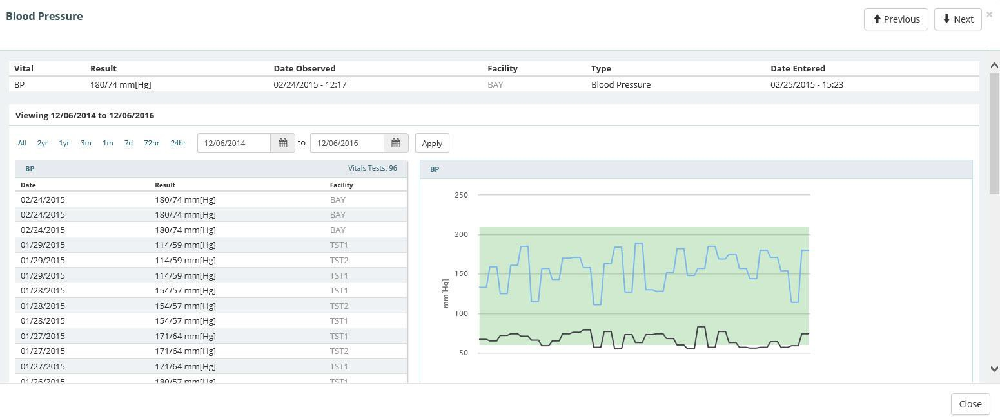 Blood Pressure
Previous Next ×
Vital Result Date Observed Facility Type Date Entered
BP 180/74 mm[Hg] 02/24/2015 - 12:17 BAY Blood Pressure 02/25/2015 - 15:23
Viewing 12/06/2014 to 12/06/2016
All 2yr 1yr 3m 1m 7d 72hr 24hr 12/06/2014 to 12/06/2016 Apply
BP Vitals Tests: 96
Date Result Facility
02/24/2015 180/74 mm[Hg] BAY
02/24/2015 180/74 mm[Hg] BAY
02/24/2015 180/74 mm[Hg] BAY
01/29/2015 114/59 mm[Hg] TST1
01/29/2015 114/59 mm[Hg] TST2
01/29/2015 114/59 mm[Hg] TST1
01/28/2015 154/57 mm[Hg] TST1
01/28/2015 154/57 mm[Hg] TST2
01/28/2015 154/57 mm[Hg] TST1
01/27/2015 171/64 mm[Hg] TST1
01/27/2015 171/64 mm[Hg] TST2
01/27/2015 171/64 mm[Hg] TST1
01/26/2015 180/57 mm[Hg] TST1
BP
250
200
150
100
50
mm[Hg]
Close